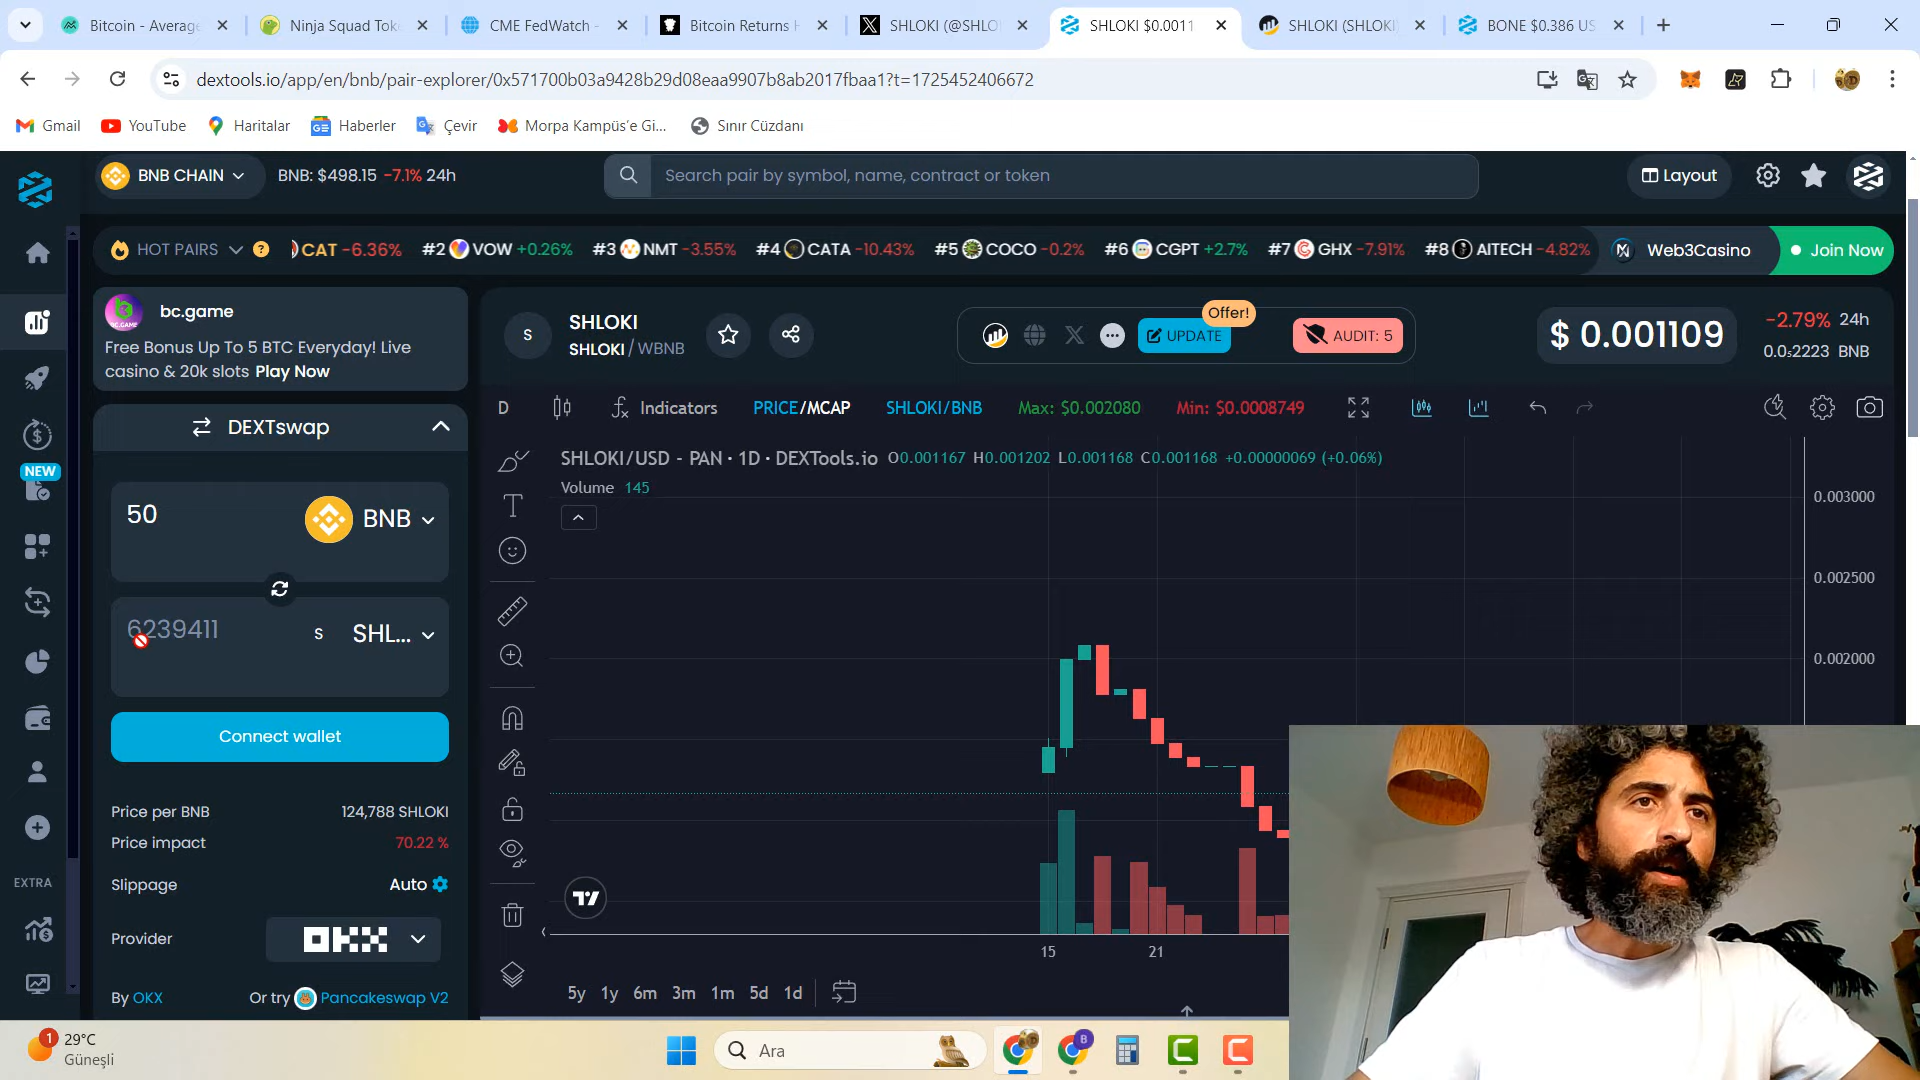 Bitcoin - Average
Ninja Squad Tok
CME FedWatch -
Bitcoin Returns H
SHLOKI (@SHLO
SHLOKI $0.0011
SHLOKI (SHLOKI
BONE $0.386 US
dextools.io/app/en/bnb/pair-explorer/0x571700b03a9428b29d08eaa9907b8ab2017fbaa1?t=1725452406672
Gmail
YouTube
Haritalar
Haberler
Çevir
Morpa Kampüs'e Gi...
Sınır Cüzdanı
BNB CHAIN
BNB: $498.15 -7.1% 24h
Search pair by symbol, name, contract or token
Layout
HOT PAIRS ?
CAT -6.36%
#2 VOW +0.26%
#3 NMT -3.55%
#4 CATA -10.43%
#5 COCO -0.2%
#6 CGPT +2.7%
#7 GHX -7.91%
#8 AITECH -4.82%
Web3Casino
Join Now
bc.game
Free Bonus Up To 5 BTC Everyday! Live
casino & 20k slots Play Now
S
SHLOKI
SHLOKI / WBNB
Offer!
UPDATE
AUDIT: 5
$ 0.001109
-2.79% 24h
0.0₅2223 BNB
DEXTswap
D
Indicators
PRICE/MCAP
SHLOKI/BNB
Max: $0.002080
Min: $0.0008749
SHLOKI/USD - PAN · 1D · DEXTools.io O0.001167 H0.001202 L0.001168 C0.001168 +0.00000069 (+0.06%)
Volume 145
NEW
50
BNB
6239411
S
SHL...
Connect wallet
Price per BNB 124,788 SHLOKI
Price impact 70.22 %
Slippage Auto
Provider
OKX
By OKX
Or try Pancakeswap V2
EXTRA
0.003000
0.002500
0.002000
15
21
5y 1y 6m 3m 1m 5d 1d
1
29°C
Güneşli
Ara
B